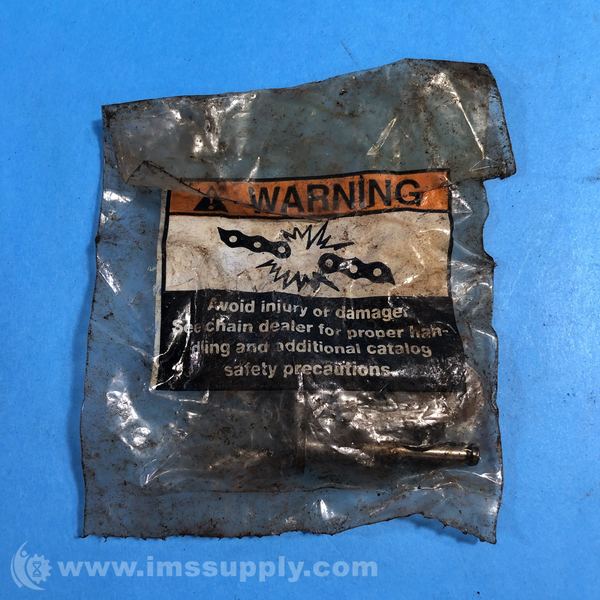 WARNING
Avoid injury or damage.
See chain dealer for proper han-
dling and additional catalog
safety precautions.
www.imssupply.com